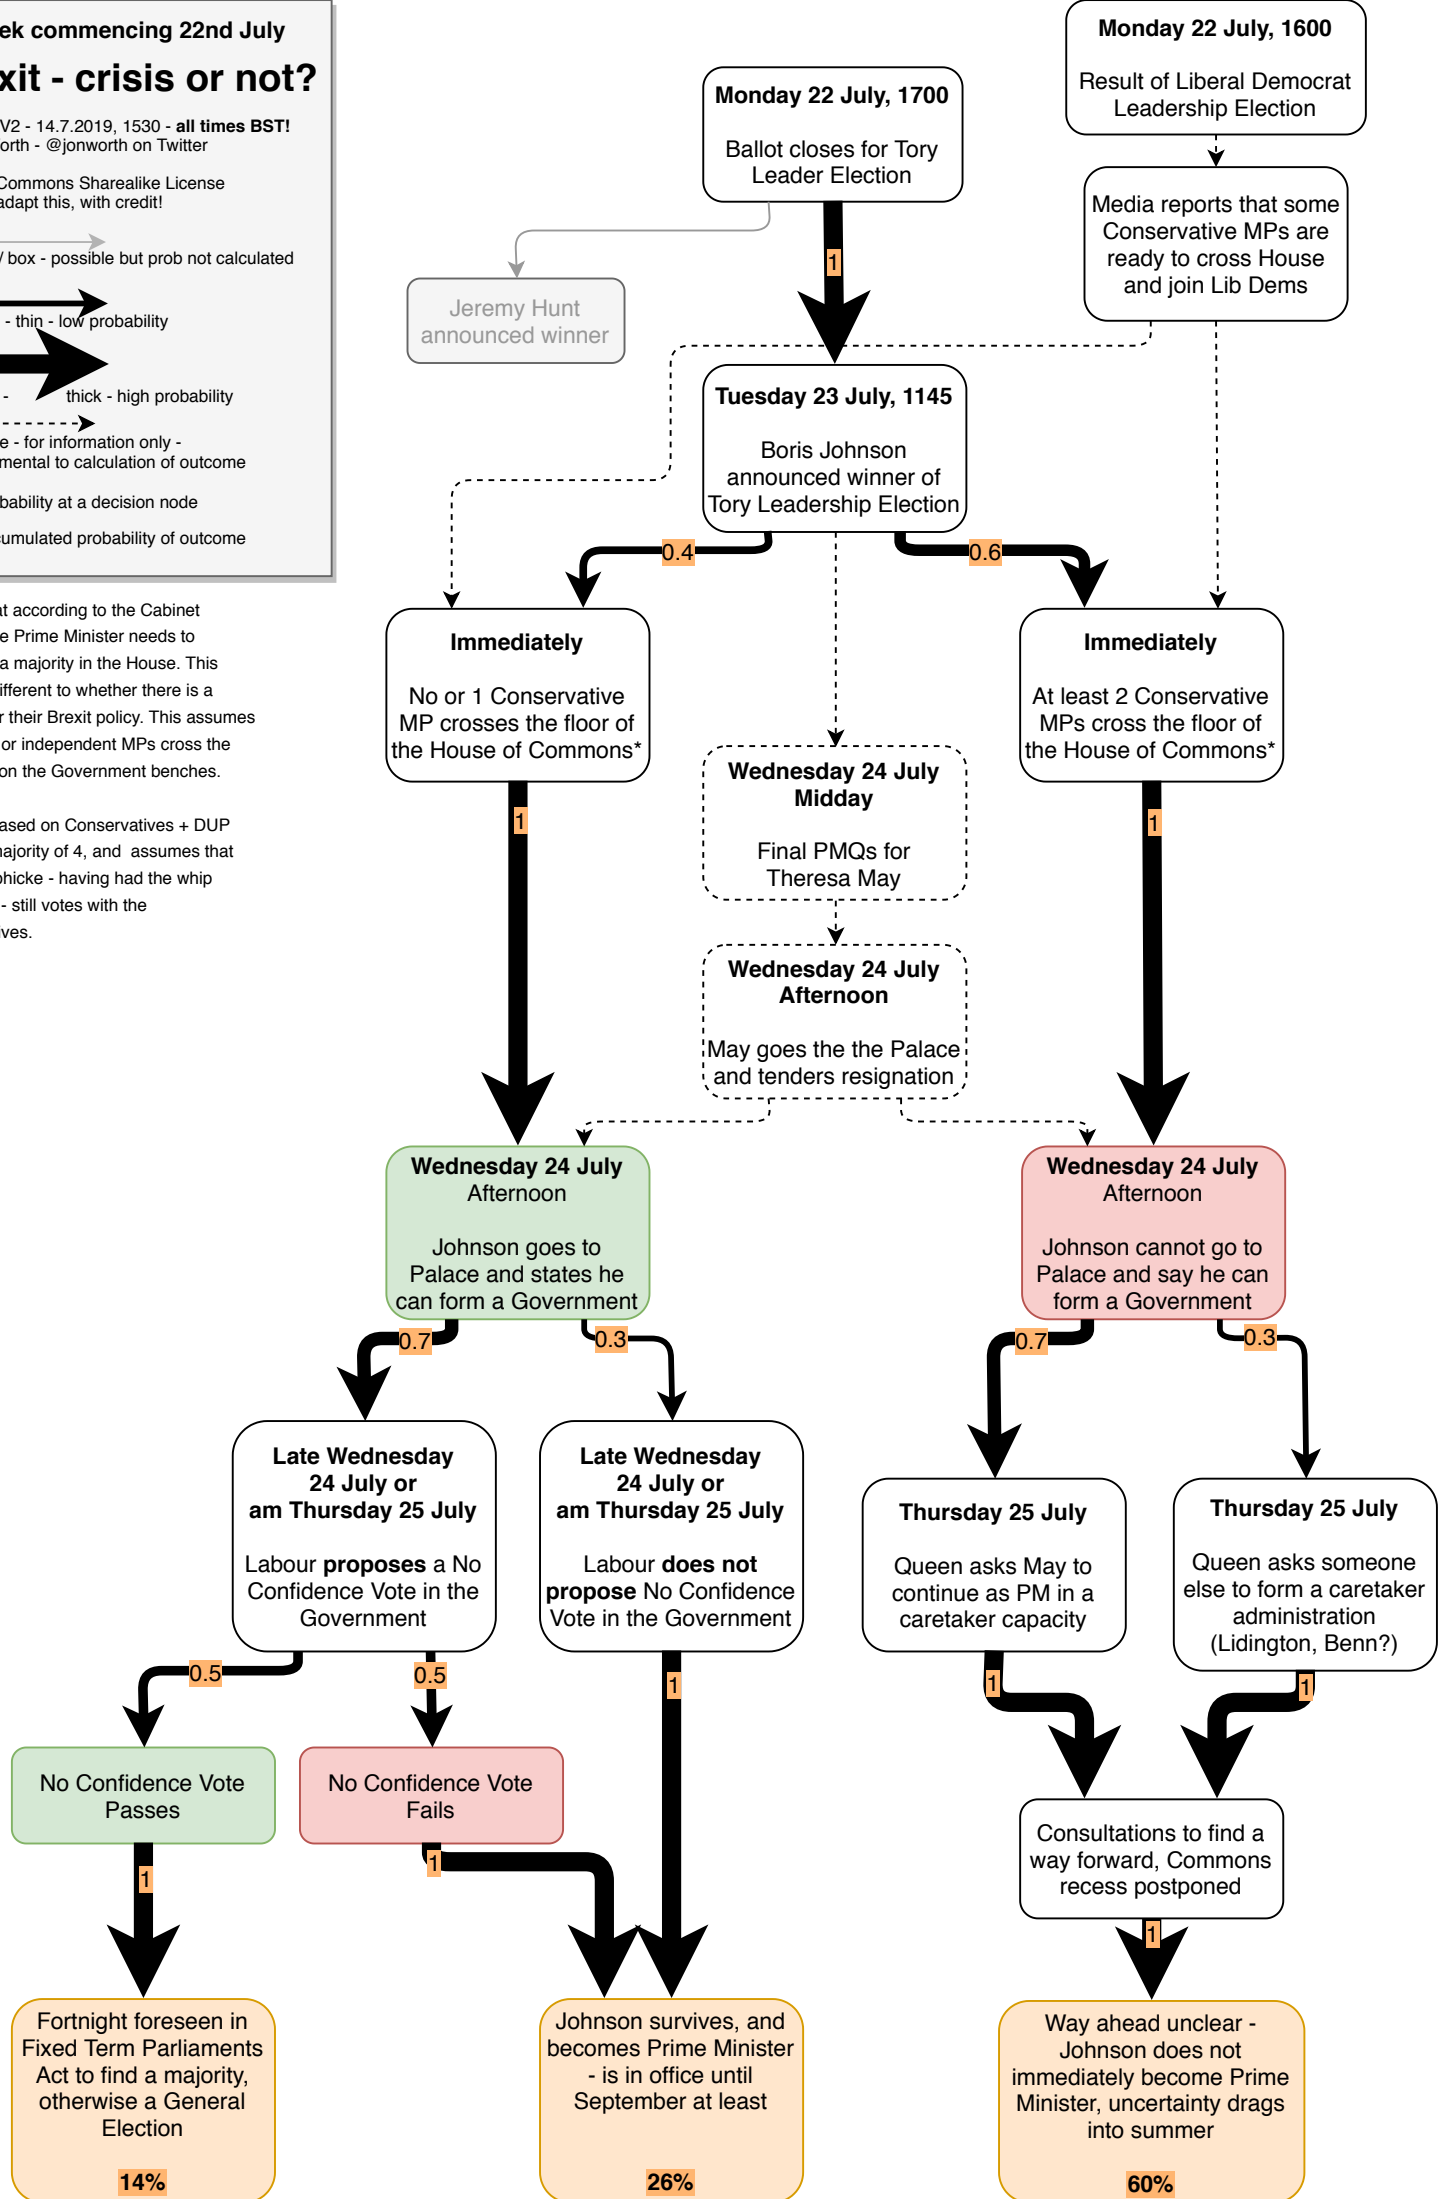 ek commencing 22nd July
xit - crisis or not?
V2 - 14.7.2019, 1530 - all times BST!
orth - @jonworth on Twitter
Commons Sharealike License
adapt this, with credit!
/ box - possible but prob not calculated
- thin - low probability
- thick - high probability
e - for information only -
mental to calculation of outcome
bability at a decision node
cumulated probability of outcome
at according to the Cabinet
e Prime Minister needs to
a majority in the House. This
ifferent to whether there is a
r their Brexit policy. This assumes
or independent MPs cross the
on the Government benches.
ased on Conservatives + DUP
najority of 4, and assumes that
phicke - having had the whip
- still votes with the
ives.
Monday 22 July, 1600
Result of Liberal Democrat
Leadership Election
Monday 22 July, 1700
Ballot closes for Tory
Leader Election
Media reports that some
Conservative MPs are
ready to cross House
and join Lib Dems
1
Jeremy Hunt
announced winner
Tuesday 23 July, 1145
Boris Johnson
announced winner of
Tory Leadership Election
0.4
0.6
Immediately
No or 1 Conservative
MP crosses the floor of
the House of Commons*
Immediately
At least 2 Conservative
MPs cross the floor of
the House of Commons*
Wednesday 24 July
Midday
Final PMQs for
Theresa May
1
1
Wednesday 24 July
Afternoon
May goes the the Palace
and tenders resignation
Wednesday 24 July
Afternoon
Johnson goes to
Palace and states he
can form a Government
Wednesday 24 July
Afternoon
Johnson cannot go to
Palace and say he can
form a Government
0.7
0.3
0.7
0.3
Late Wednesday
24 July or
am Thursday 25 July
Labour proposes a No
Confidence Vote in the
Government
Late Wednesday
24 July or
am Thursday 25 July
Labour does not
propose No Confidence
Vote in the Government
Thursday 25 July
Queen asks May to
continue as PM in a
caretaker capacity
Thursday 25 July
Queen asks someone
else to form a caretaker
administration
(Lidington, Benn?)
0.5
0.5
1
1
1
No Confidence Vote
Passes
No Confidence Vote
Fails
Consultations to find a
way forward, Commons
recess postponed
1
1
1
Fortnight foreseen in
Fixed Term Parliaments
Act to find a majority,
otherwise a General
Election
14%
Johnson survives, and
becomes Prime Minister
- is in office until
September at least
26%
Way ahead unclear -
Johnson does not
immediately become Prime
Minister, uncertainty drags
into summer
60%